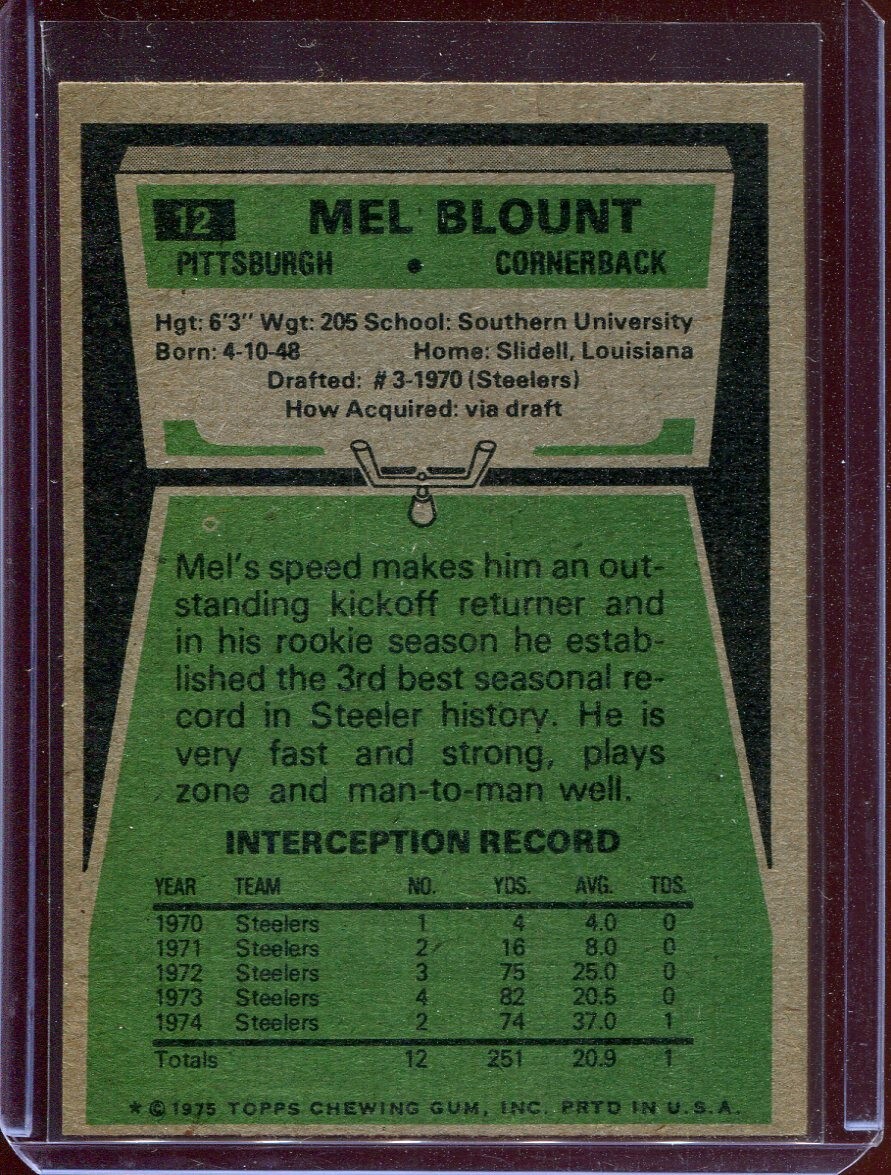 12 MEL BLOUNT
PITTSBURGH • CORNERBACK
Hgt: 6'3" Wgt: 205 School: Southern University
Born: 4-10-48 Home: Slidell, Louisiana
Drafted: #3-1970 (Steelers)
How Acquired: via draft
Mel's speed makes him an out-
standing kickoff returner and
in his rookie season he estab-
lished the 3rd best seasonal re-
cord in Steeler history. He is
very fast and strong, plays
zone and man-to-man well.
INTERCEPTION RECORD
YEAR TEAM NO. YDS. AVG. TDS.
1970 Steelers 1 4 4.0 0
1971 Steelers 2 16 8.0 0
1972 Steelers 3 75 25.0 0
1973 Steelers 4 82 20.5 0
1974 Steelers 2 74 37.0 1
Totals 12 251 20.9 1
* © 1975 TOPPS CHEWING GUM, INC. PRTD IN U.S.A.